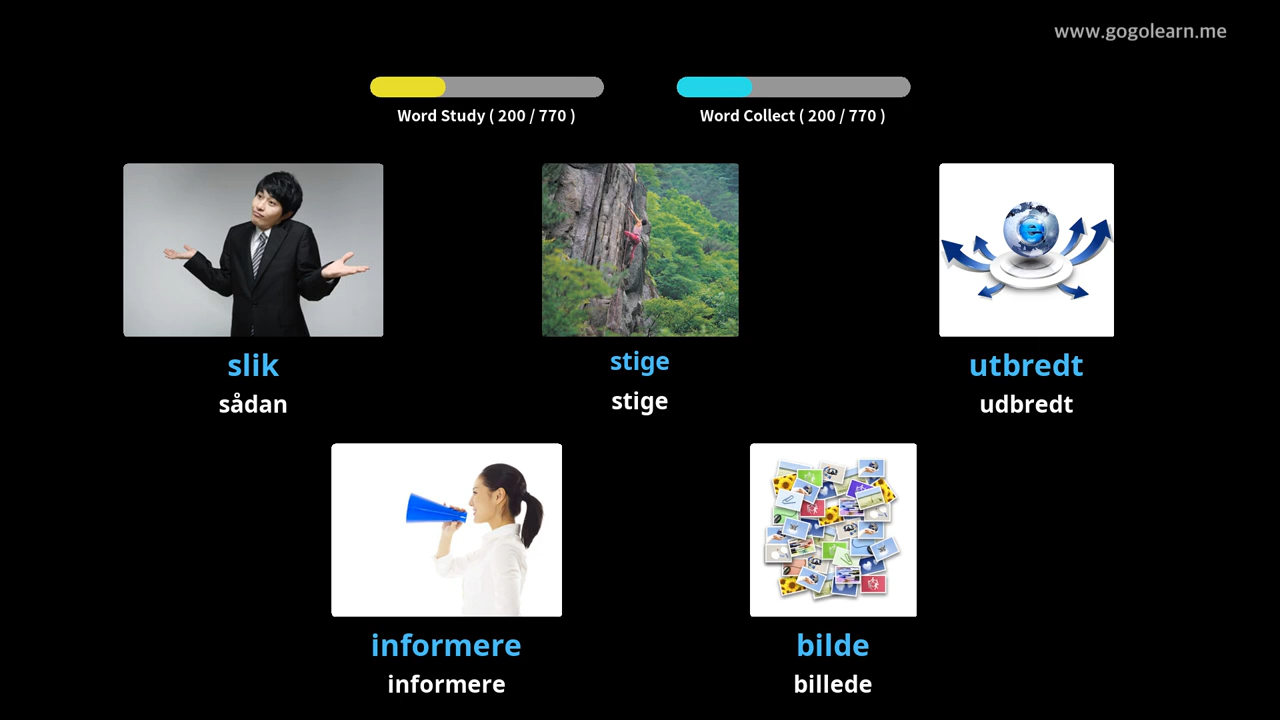 www.gogolearn.me
Word Study ( 200 / 770 )
Word Collect ( 200 / 770 )
slik
sådan
stige
stige
utbredt
udbredt
informere
informere
bilde
billede